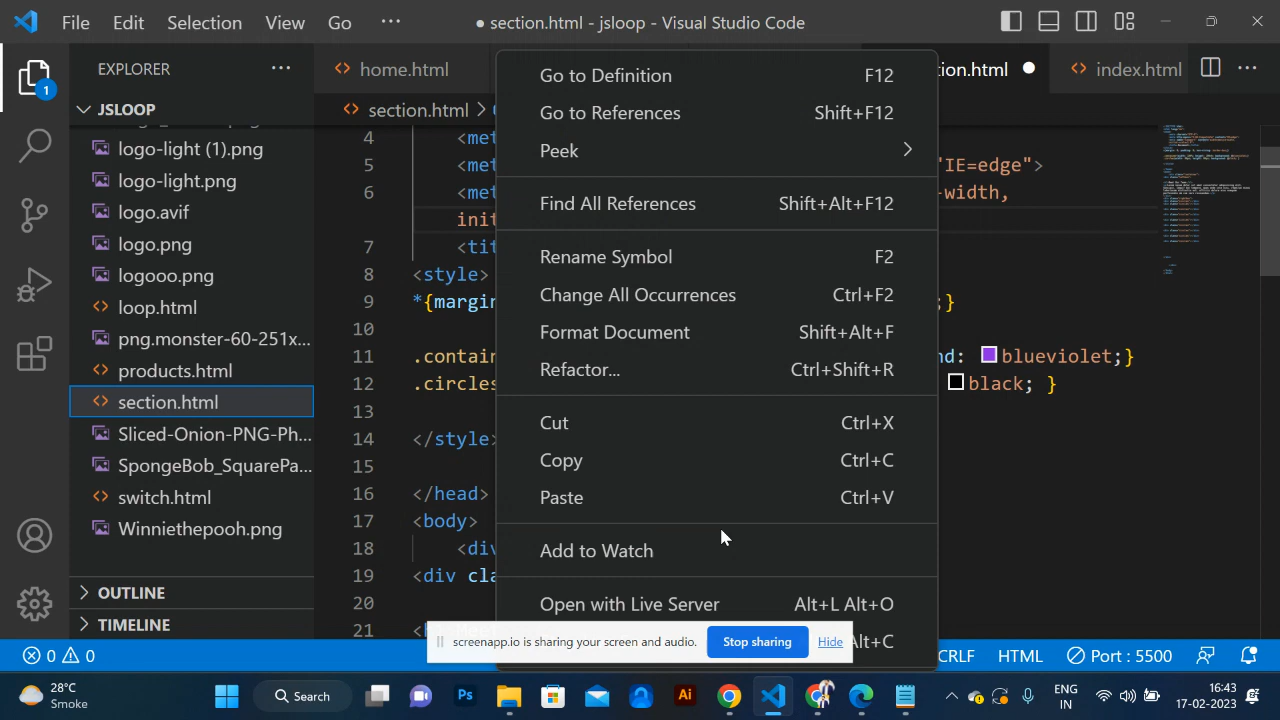 File Edit Selection View Go ··· ● section.html - jsloop - Visual Studio Code
EXPLORER ···
1
JSLOOP
logo-light (1).png
logo-light.png
logo.avif
logo.png
logooo.png
loop.html
png.monster-60-251x...
products.html
section.html
Sliced-Onion-PNG-Ph...
SpongeBob_SquarePa...
switch.html
Winniethepooh.png
OUTLINE
TIMELINE
home.html
ion.html ●
index.html
section.html >
4 <met
5 <met "IE=edge">
6 <met -width,
init
7 <tit
8 <style>
9 *{margin ;}
10
11 .contain nd: blueviolet;}
12 .circles black; }
13
14 </style>
15
16 </head>
17 <body>
18 <div
19 <div cla
20
21
Go to Definition F12
Go to References Shift+F12
Peek
Find All References Shift+Alt+F12
Rename Symbol F2
Change All Occurrences Ctrl+F2
Format Document Shift+Alt+F
Refactor... Ctrl+Shift+R
Cut Ctrl+X
Copy Ctrl+C
Paste Ctrl+V
Add to Watch
Open with Live Server Alt+L Alt+O
Alt+C
screenapp.io is sharing your screen and audio. Stop sharing Hide
0 0 CRLF HTML Port : 5500
28°C
Smoke
Search
Ps
Ai
ENG
IN
16:43
17-02-2023